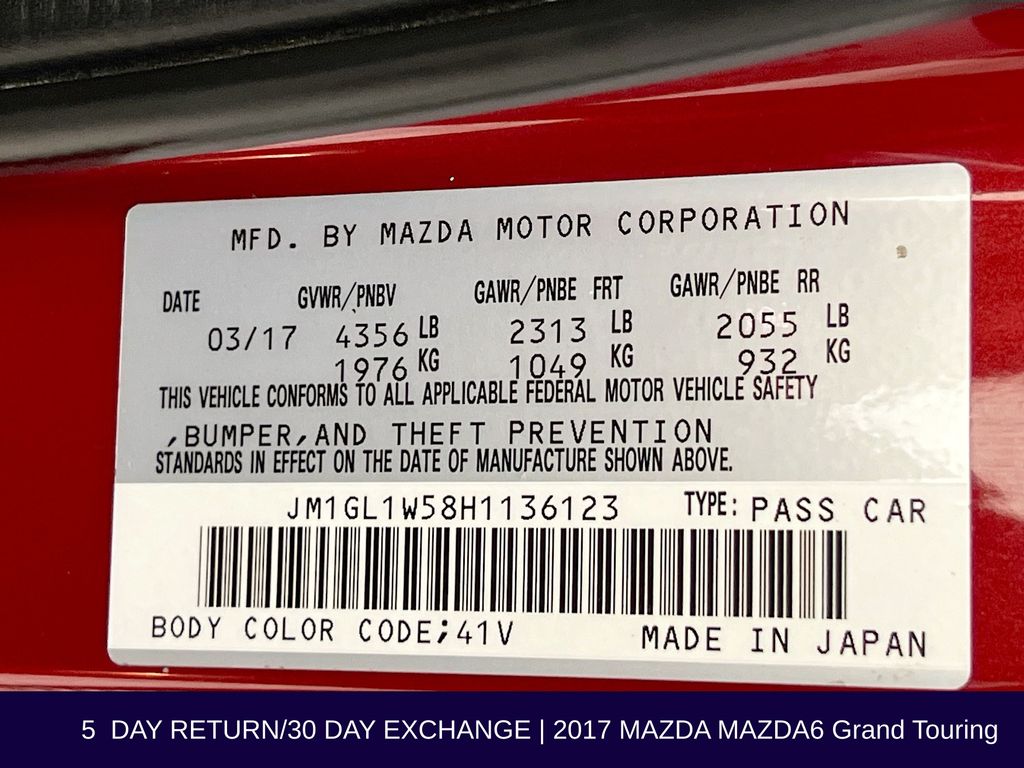 MFD. BY MAZDA MOTOR CORPORATION
DATE GVWR/PNBV GAWR/PNBE FRT GAWR/PNBE RR
03/17 4356 LB 2313 LB 2055 LB
1976 KG 1049 KG 932 KG
THIS VEHICLE CONFORMS TO ALL APPLICABLE FEDERAL MOTOR VEHICLE SAFETY
,BUMPER,AND THEFT PREVENTION
STANDARDS IN EFFECT ON THE DATE OF MANUFACTURE SHOWN ABOVE.
JM1GL1W58H1136123 TYPE: PASS CAR
BODY COLOR CODE;41V MADE IN JAPAN
5 DAY RETURN/30 DAY EXCHANGE | 2017 MAZDA MAZDA6 Grand Touring